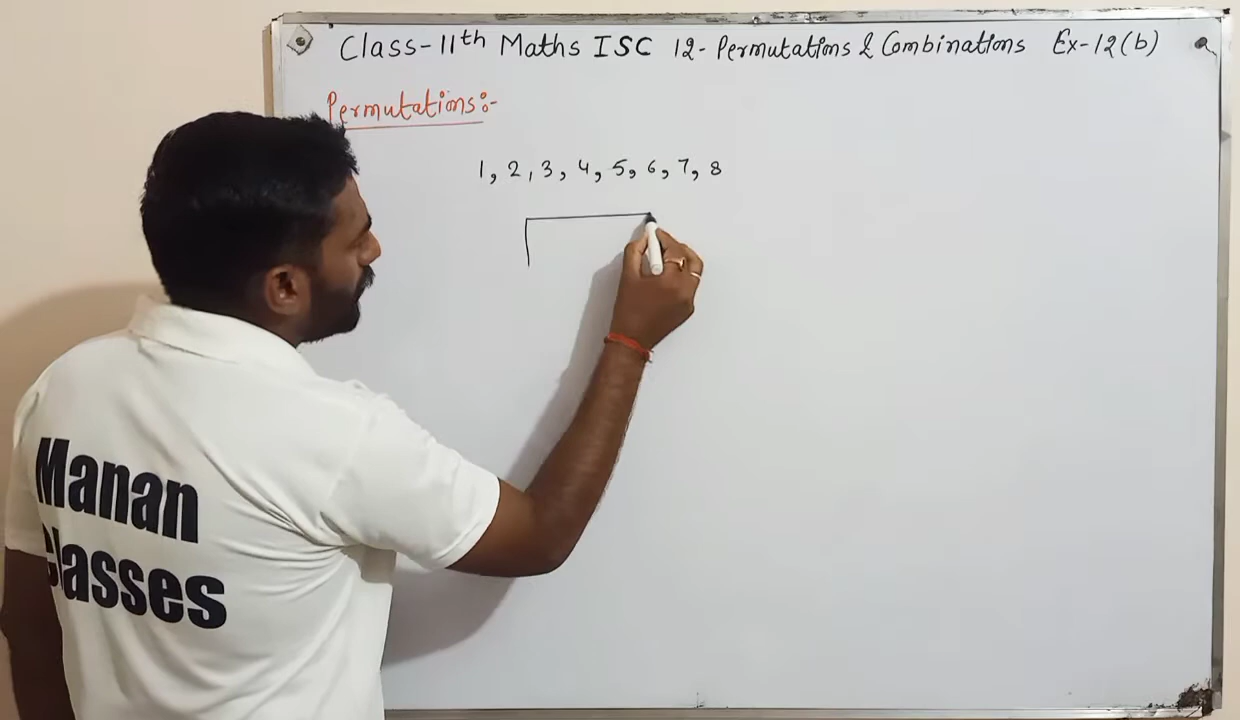 Class-11th Maths ISC 12-Permutations & Combinations Ex-12(b)
Permutations:-
1, 2, 3, 4, 5, 6, 7, 8
Manan
Classes